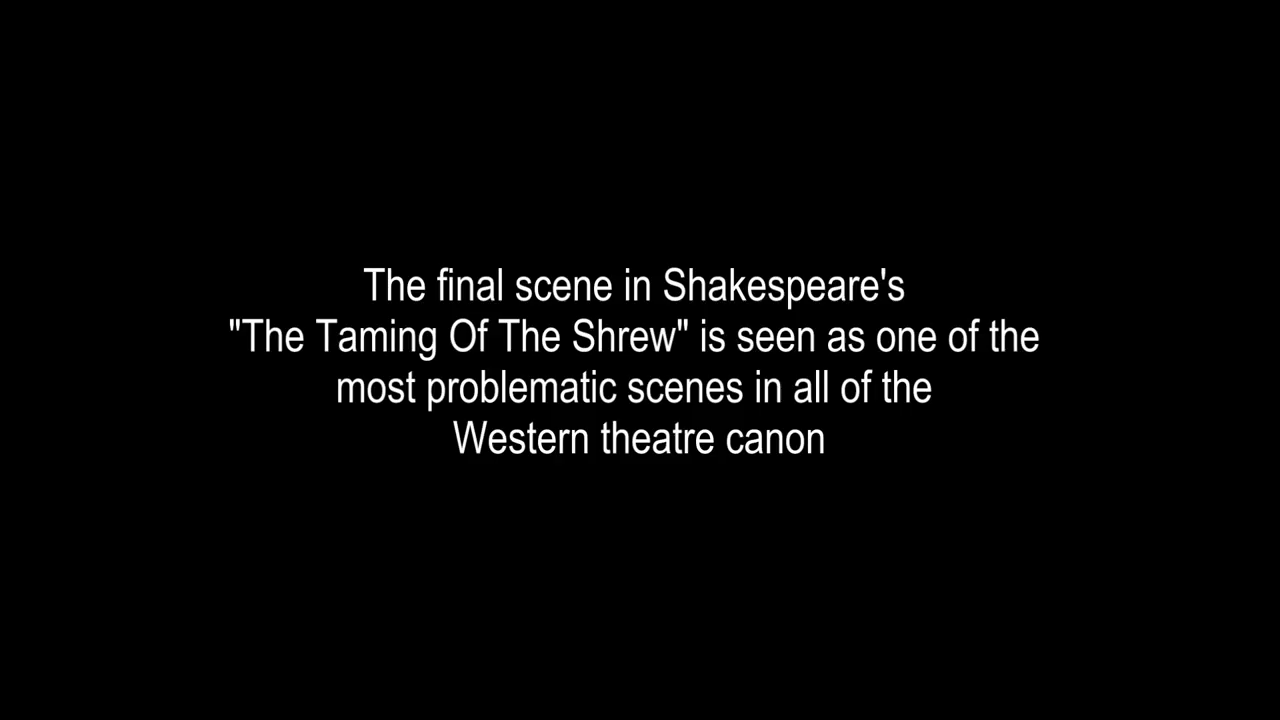 The final scene in Shakespeare's
"The Taming Of The Shrew" is seen as one of the
most problematic scenes in all of the
Western theatre canon